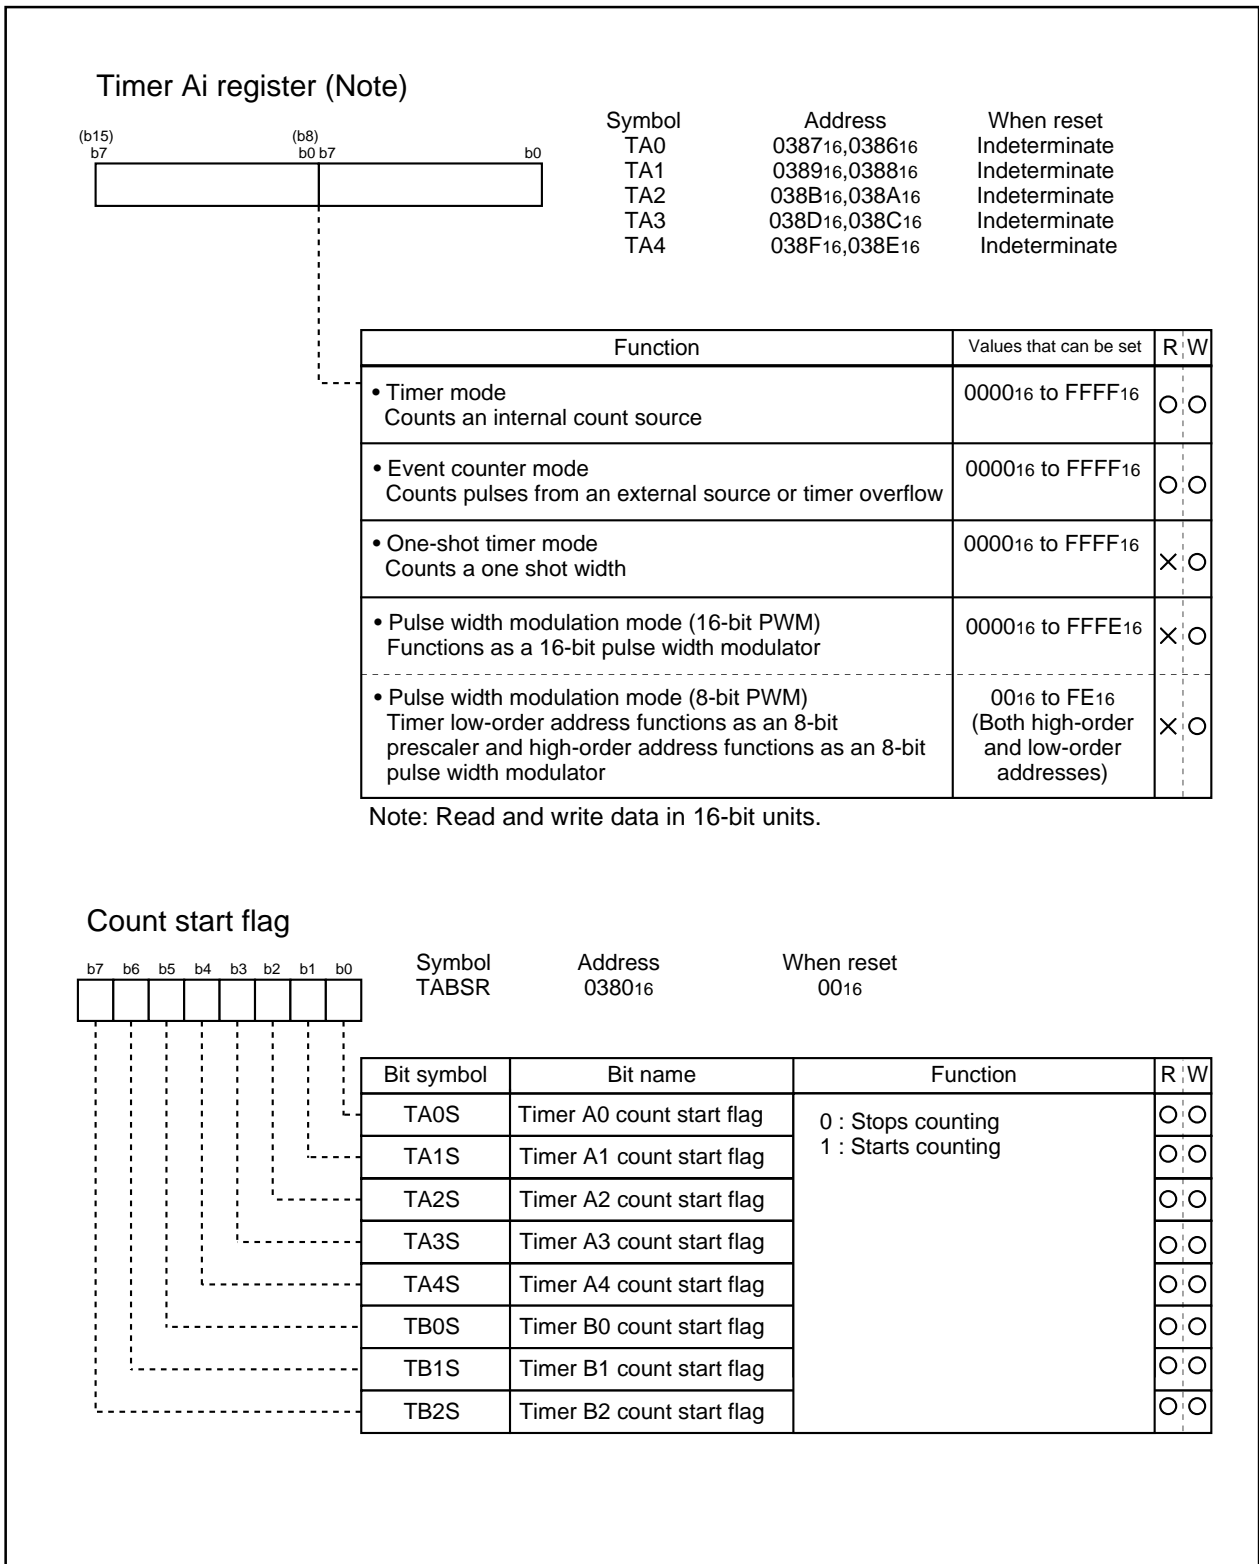 Timer Ai register (Note)
(b15) (b8)
b7 b0 b7 b0
Symbol Address When reset
TA0 038716,038616 Indeterminate
TA1 038916,038816 Indeterminate
TA2 038B16,038A16 Indeterminate
TA3 038D16,038C16 Indeterminate
TA4 038F16,038E16 Indeterminate
Function Values that can be set R W
• Timer mode 000016 to FFFF16
Counts an internal count source
• Event counter mode 000016 to FFFF16
Counts pulses from an external source or timer overflow
• One-shot timer mode 000016 to FFFF16
Counts a one shot width
• Pulse width modulation mode (16-bit PWM) 000016 to FFFE16
Functions as a 16-bit pulse width modulator
• Pulse width modulation mode (8-bit PWM) 0016 to FE16
Timer low-order address functions as an 8-bit (Both high-order
prescaler and high-order address functions as an 8-bit and low-order
pulse width modulator addresses)
Note: Read and write data in 16-bit units.
Count start flag
b7 b6 b5 b4 b3 b2 b1 b0
Symbol Address When reset
TABSR 038016 0016
Bit symbol Bit name Function R W
TA0S Timer A0 count start flag 0 : Stops counting
TA1S Timer A1 count start flag 1 : Starts counting
TA2S Timer A2 count start flag
TA3S Timer A3 count start flag
TA4S Timer A4 count start flag
TB0S Timer B0 count start flag
TB1S Timer B1 count start flag
TB2S Timer B2 count start flag